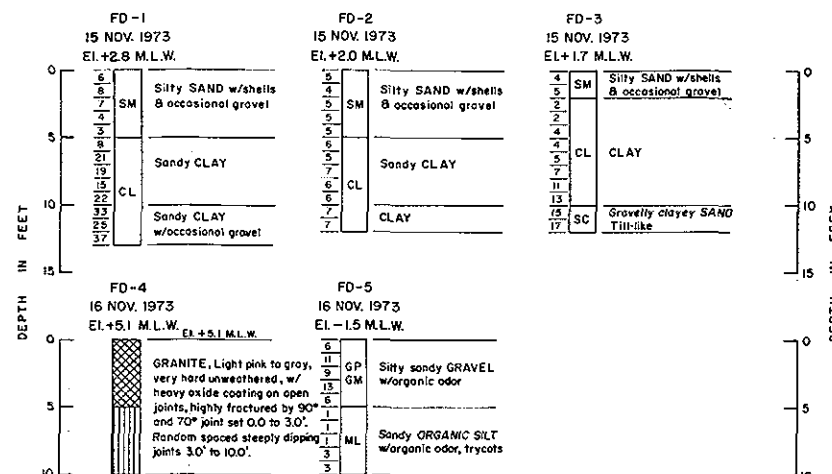 FD-1
15 NOV. 1973
El.+2.8 M.L.W.
0
5
10
15
DEPTH IN FEET
6
8
7
4
3
8
21
19
15
22
33
25
37
SM
CL
Silty SAND w/shells
& occasional gravel
Sandy CLAY
Sandy CLAY
w/occasional gravel
FD-2
15 NOV. 1973
El.+2.0 M.L.W.
5
4
5
5
5
6
5
7
6
6
7
7
SM
CL
Silty SAND w/shells
& occasional gravel
Sandy CLAY
CLAY
FD-3
15 NOV. 1973
El.+1.7 M.L.W.
4
5
2
2
4
4
5
7
11
13
15
17
SM
CL
SC
Silty SAND w/shells
& occasional gravel
CLAY
Gravelly clayey SAND
Till-like
0
5
10
15
FD-4
16 NOV. 1973
El.+5.1 M.L.W.
El. +5.1 M.L.W.
0
5
10
DEPTH IN FEET
GRANITE, Light pink to gray,
very hard unweathered, w/
heavy oxide coating on open
joints, highly fractured by 90°
and 70° joint set 0.0 to 3.0'.
Random spaced steeply dipping
joints 3.0' to 10.0'.
FD-5
16 NOV. 1973
El.-1.5 M.L.W.
6
11
9
13
6
1
1
1
3
3
GP
GM
ML
Silty sandy GRAVEL
w/organic odor
Sandy ORGANIC SILT
w/organic odor, trycots
0
5